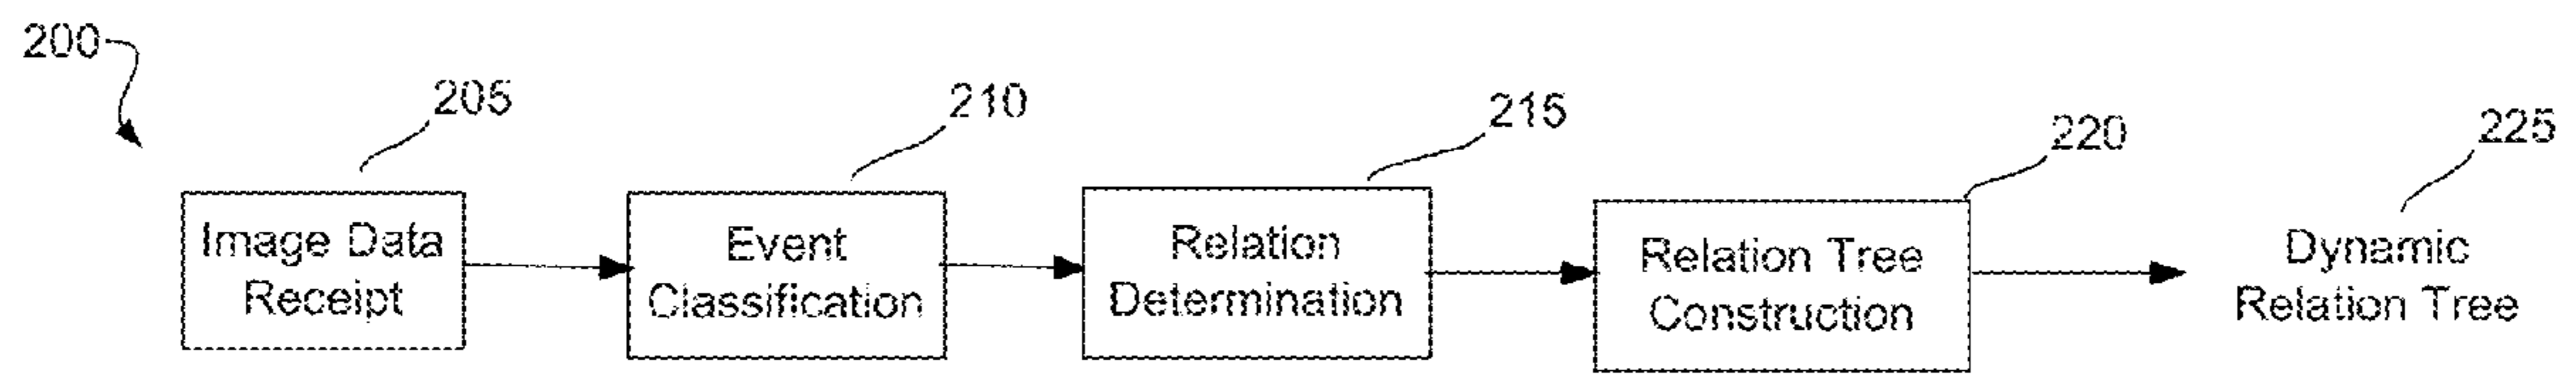 200
205
210
215
220
225
Image Data
Receipt
Event
Classification
Relation
Determination
Relation Tree
Construction
Dynamic
Relation Tree